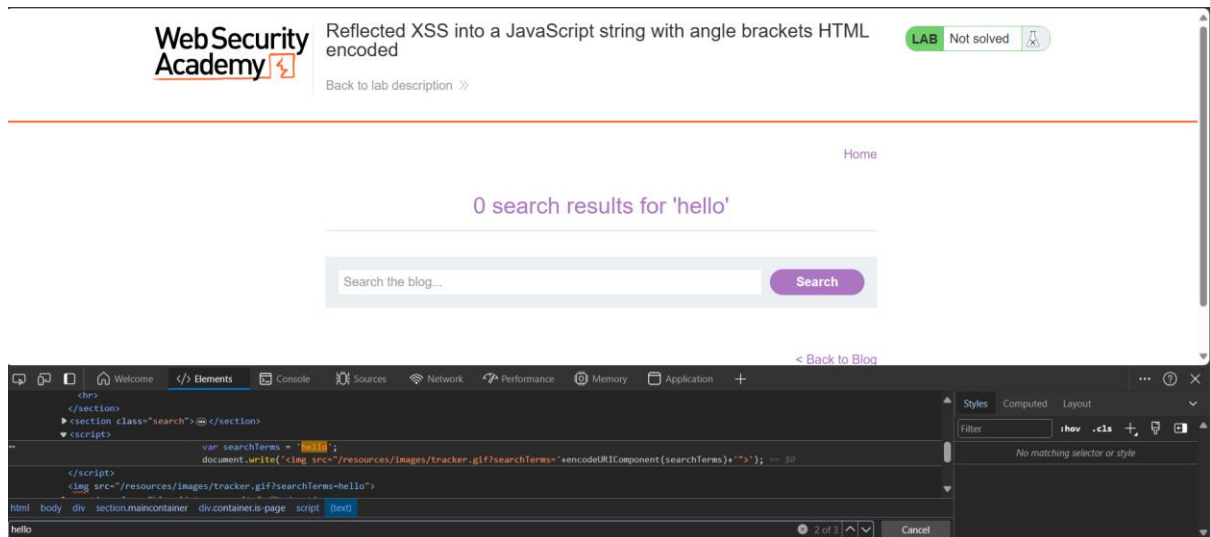 Web Security
Academy
Reflected XSS into a JavaScript string with angle brackets HTML
encoded
Back to lab description
LAB Not solved
Home
0 search results for 'hello'
Search the blog...
Search
< Back to Blog
Welcome </> Elements Console Sources Network Performance Memory Application
<hr>
</section>
<section class="search"> </section>
<script>
var searchTerms = 'hello';
document.write('<img src="/resources/images/tracker.gif?searchTerms='+encodeURIComponent(searchTerms)+'">'); == $0
</script>
<img src="/resources/images/tracker.gif?searchTerms=hello">
html body div section.maincontainer div.container.is-page script (text)
hello 2 of 3 Cancel
Styles Computed Layout
Filter :hov .cls
No matching selector or style